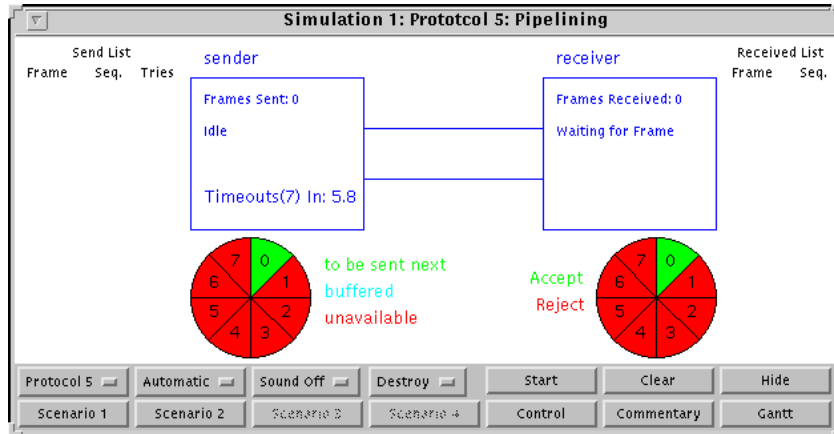 Simulation 1: Prototcol 5: Pipelining
Send List
Frame Seq. Tries
sender
Frames Sent: 0
Idle
Timeouts(7) In: 5.8
receiver
Frames Received: 0
Waiting for Frame
Received List
Frame Seq.
7 0
6 1
5 2
4 3
to be sent next
buffered
unavailable
Accept
Reject
7 0
6 1
5 2
4 3
Protocol 5 Automatic Sound Off Destroy Start Clear Hide
Scenario 1 Scenario 2 Scenario 3 Scenario 4 Control Commentary Gantt